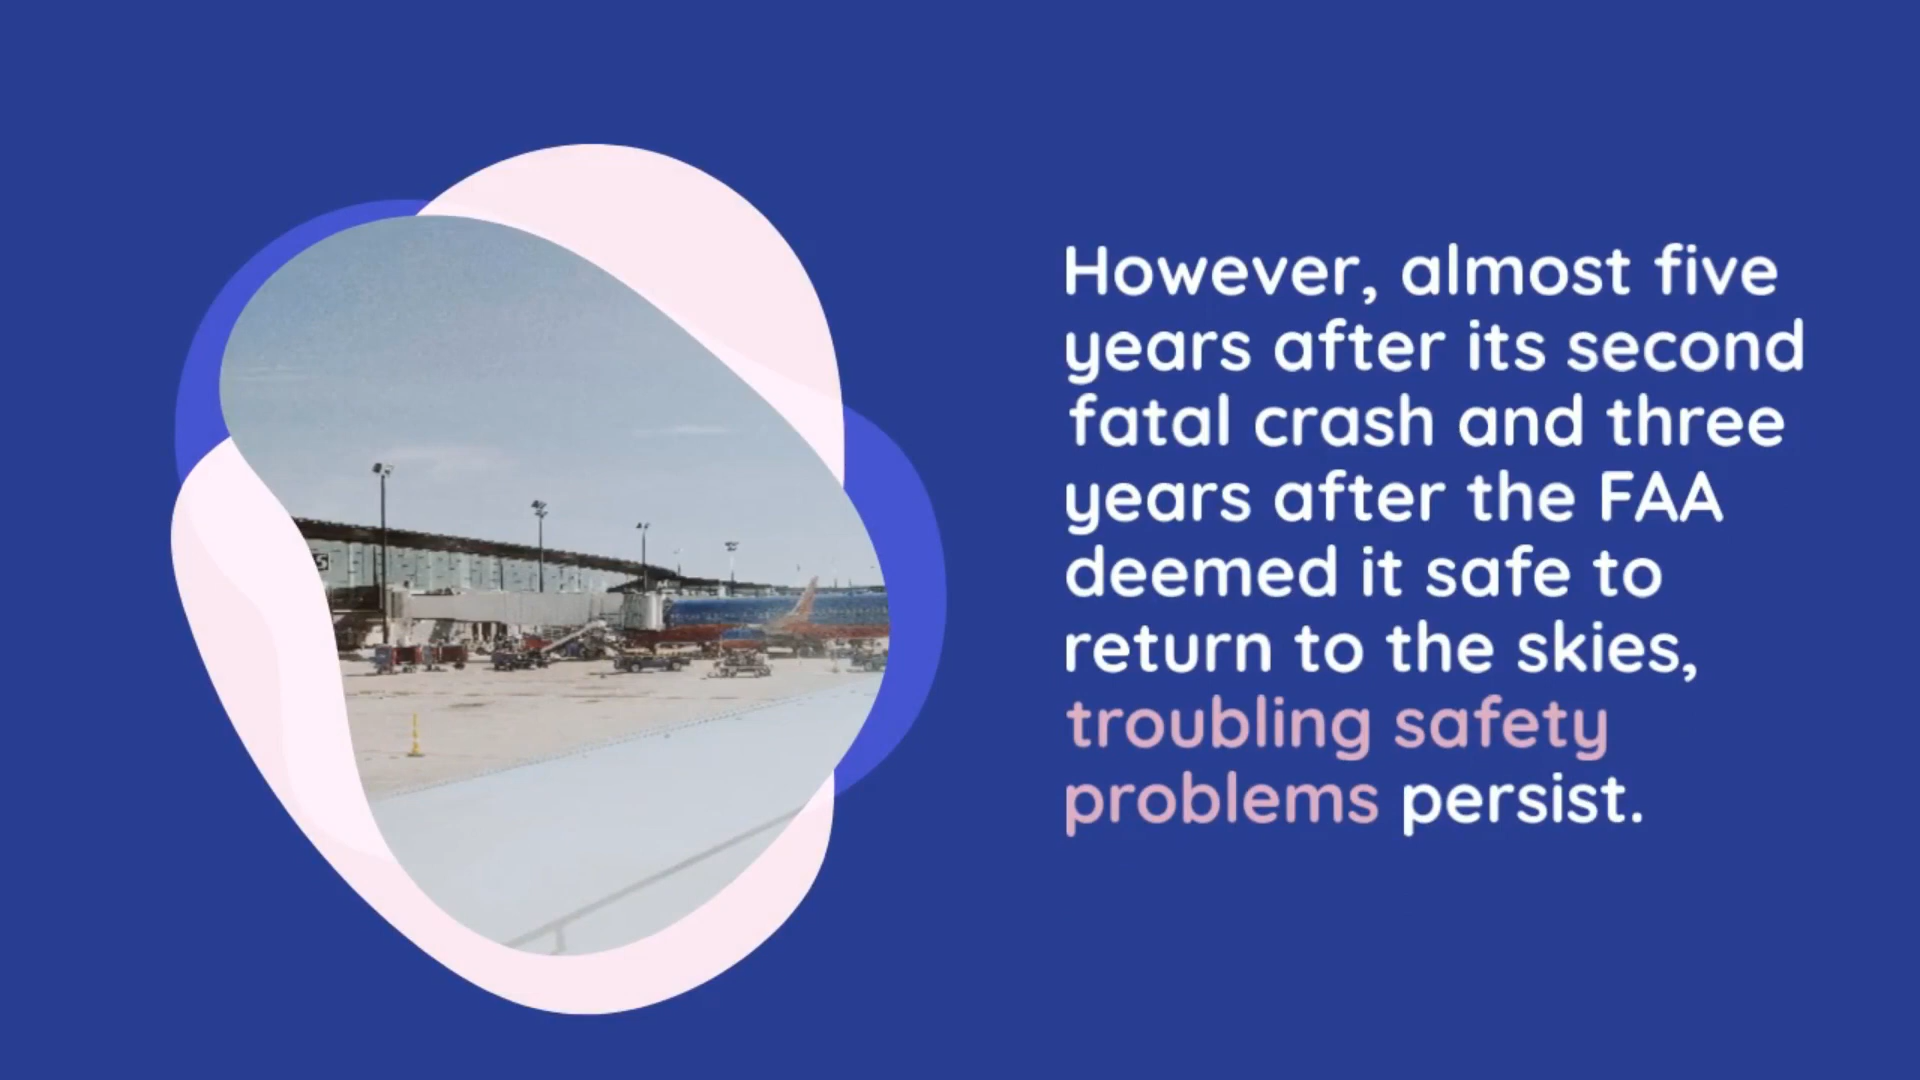 However, almost five
years after its second
fatal crash and three
years after the FAA
deemed it safe to
return to the skies,
troubling safety
problems persist.